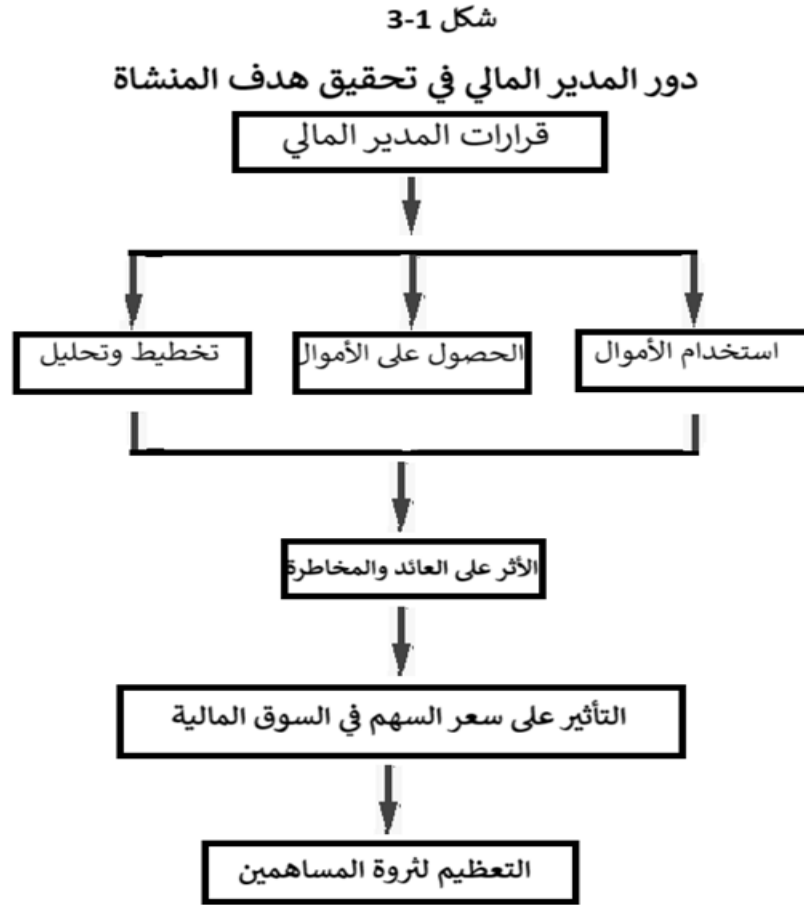 شكل 1-3
دور المدير المالي في تحقيق هدف المنشاة
قرارات المدير المالي
استخدام الأموال
الحصول على الأموال
تخطيط وتحليل
الأثر على العائد والمخاطرة
التأثير على سعر السهم في السوق المالية
التعظيم لثروة المساهمين